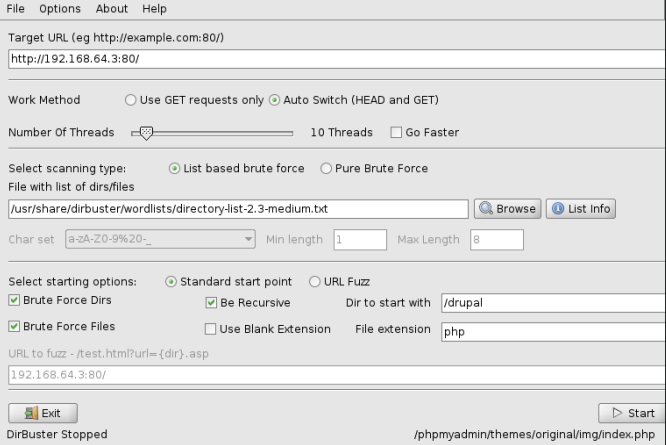 File Options About Help
Target URL (eg http://example.com:80/)
http://192.168.64.3:80/
Work Method Use GET requests only Auto Switch (HEAD and GET)
Number Of Threads 10 Threads Go Faster
Select scanning type: List based brute force Pure Brute Force
File with list of dirs/files
/usr/share/dirbuster/wordlists/directory-list-2.3-medium.txt Browse List Info
Char set a-zA-Z0-9%20-_ Min length 1 Max Length 8
Select starting options: Standard start point URL Fuzz
Brute Force Dirs Be Recursive Dir to start with /drupal
Brute Force Files Use Blank Extension File extension php
URL to fuzz - /test.html?url={dir}.asp
192.168.64.3:80/
Exit Start
DirBuster Stopped /phpmyadmin/themes/original/img/index.php